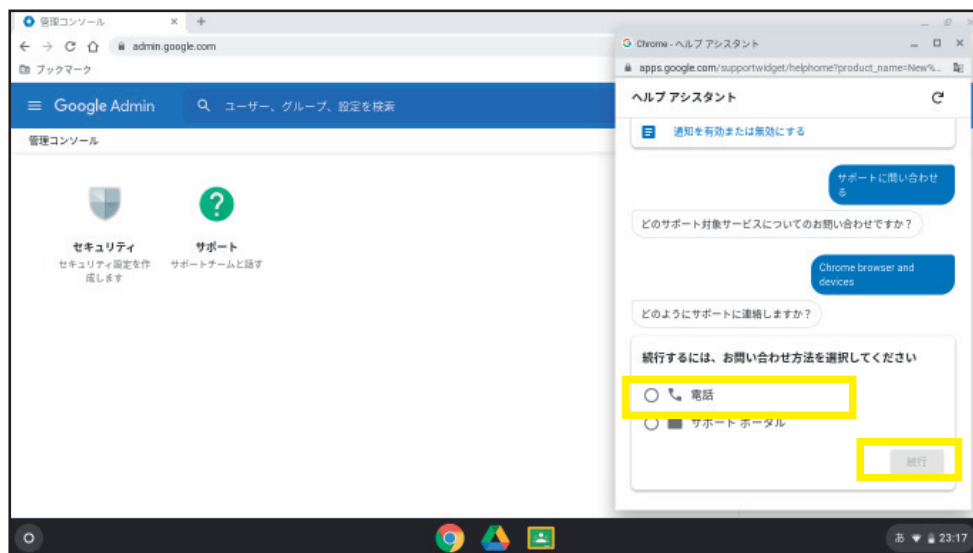 管理コンソール
admin.google.com
ブックマーク
Google Admin
ユーザー、グループ、設定を検索
管理コンソール
セキュリティ
セキュリティ設定を作
成します
サポート
サポートチームと話す
Chrome - ヘルプ アシスタント
apps.google.com/supportwidget/helphome?product_name=New%...
ヘルプ アシスタント
通知を有効または無効にする
サポートに問い合わせ
る
どのサポート対象サービスについてのお問い合わせですか？
Chrome browser and
devices
どのようにサポートに連絡しますか？
続行するには、お問い合わせ方法を選択してください
電話
サポート ポータル
続行
あ
23:17